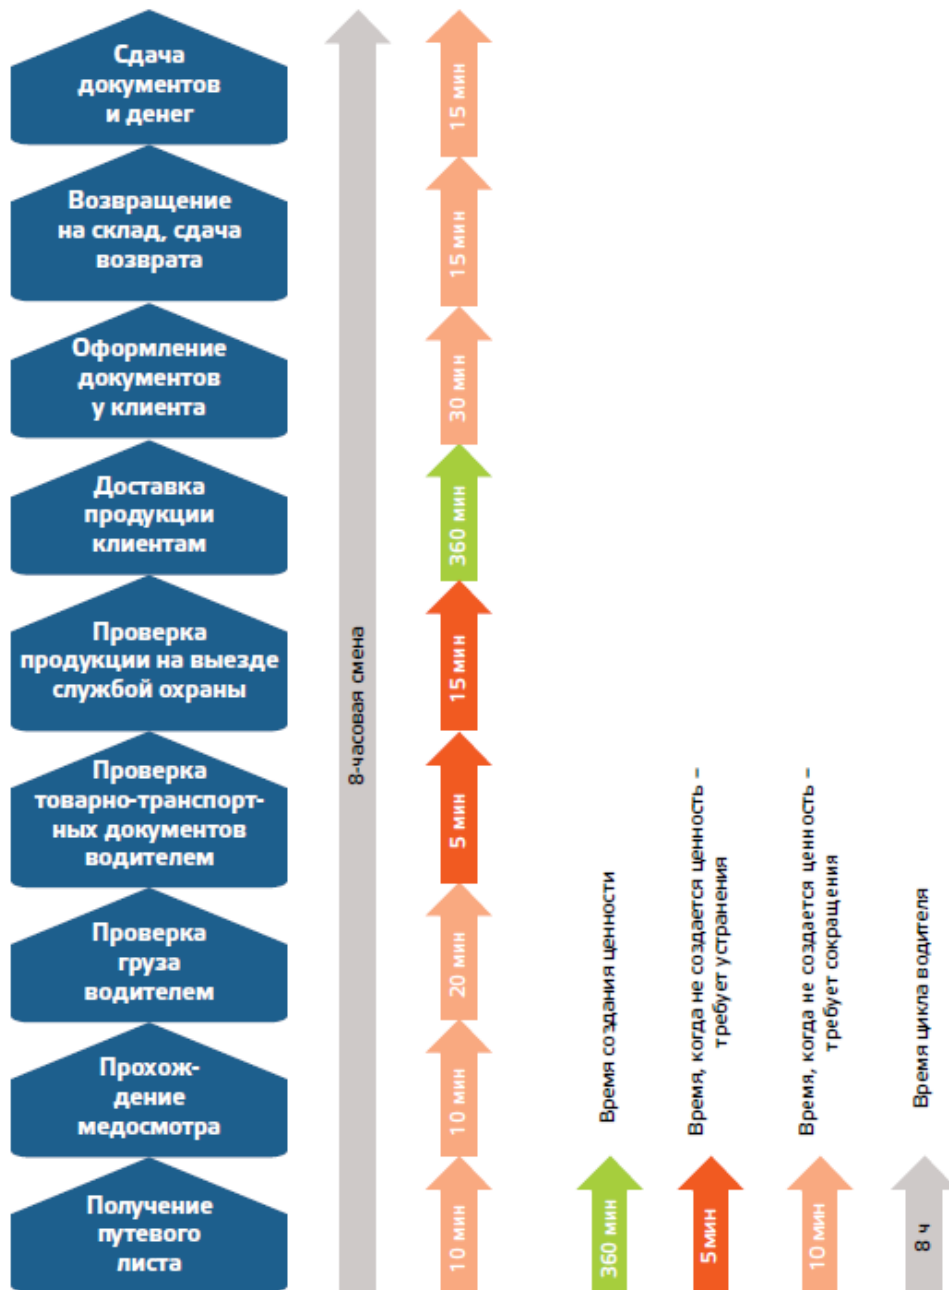 Сдача
документов
и денег
Возвращение
на склад, сдача
возврата
Оформление
документов
у клиента
Доставка
продукции
клиентам
Проверка
продукции на выезде
службой охраны
Проверка
товарно-транспорт-
ных документов
водителем
Проверка
груза
водителем
Прохож-
дение
медосмотра
Получение
путевого
листа
8-часовая смена
15 мин
15 мин
30 мин
360 мин
15 мин
5 мин
20 мин
10 мин
10 мин
360 мин
Время создания ценности
5 мин
Время, когда не создается ценность –
требует устранения
10 мин
Время, когда не создается ценность –
требует сокращения
8 ч
Время цикла водителя